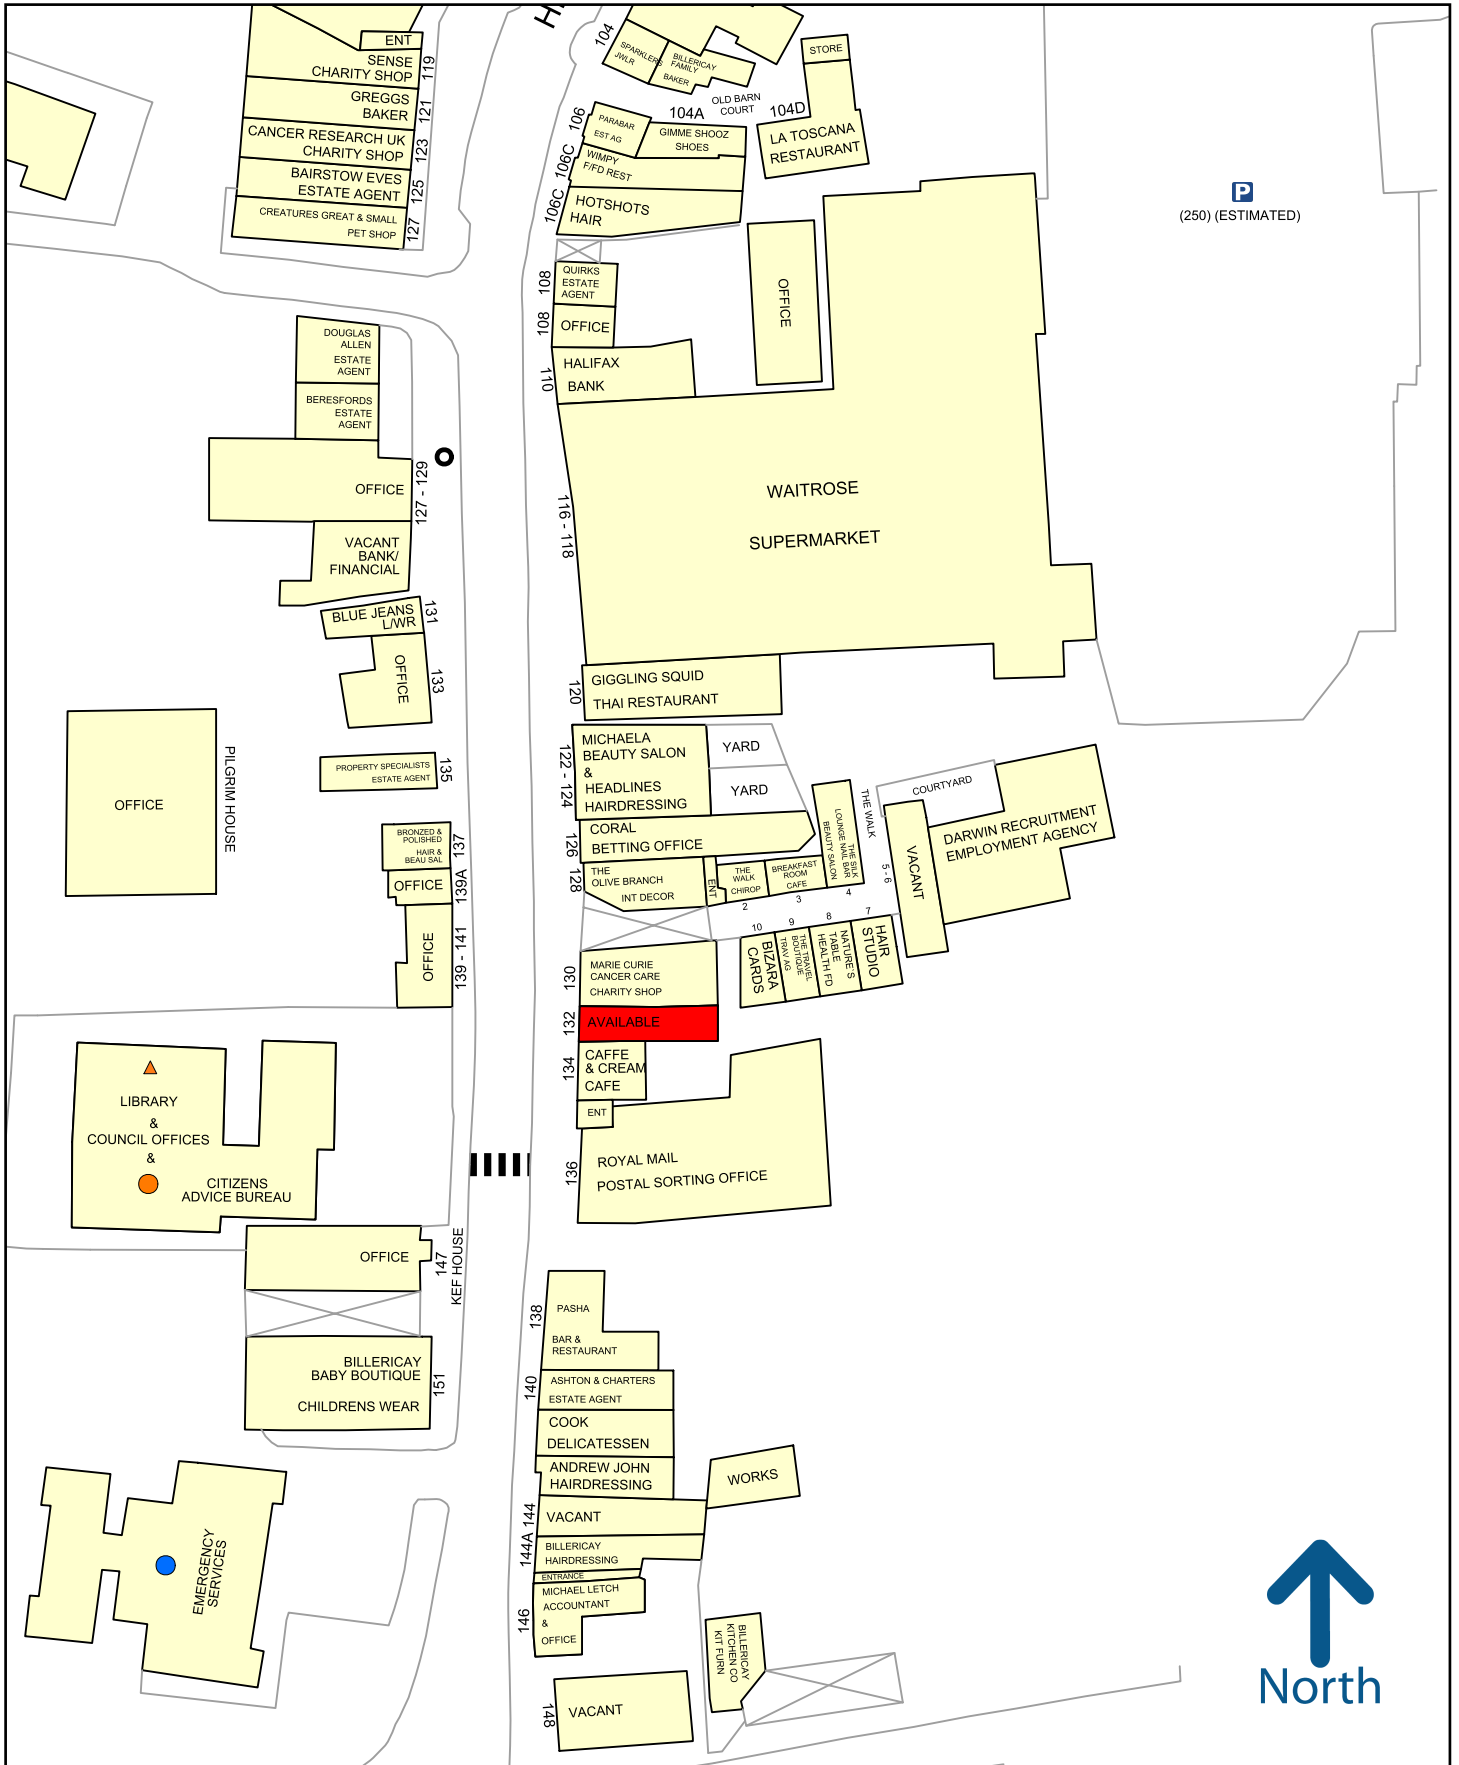 HI
104
SPARKLERS
JWLR
BILLERICAY
FAMILY
BAKER
STORE
ENT
SENSE
CHARITY SHOP
119
GREGGS
BAKER
121
CANCER RESEARCH UK
CHARITY SHOP
123
BAIRSTOW EVES
ESTATE AGENT
125
CREATURES GREAT & SMALL
PET SHOP
127
OLD BARN
COURT
104A
104D
106
PARABAR
EST AG
GIMME SHOOZ
SHOES
LA TOSCANA
RESTAURANT
106C
WIMPY
F/FD REST
106C
HOTSHOTS
HAIR
P
(250) (ESTIMATED)
108
QUIRKS
ESTATE
AGENT
108
OFFICE
OFFICE
110
HALIFAX
BANK
DOUGLAS
ALLEN
ESTATE
AGENT
BERESFORDS
ESTATE
AGENT
OFFICE
127 - 129
VACANT
BANK/
FINANCIAL
BLUE JEANS
L/WR
131
OFFICE
133
116 - 118
WAITROSE
SUPERMARKET
120
GIGGLING SQUID
THAI RESTAURANT
OFFICE
PILGRIM HOUSE
PROPERTY SPECIALISTS
ESTATE AGENT
135
122 - 124
MICHAELA
BEAUTY SALON
&
HEADLINES
HAIRDRESSING
YARD
YARD
126
CORAL
BETTING OFFICE
128
THE
OLIVE BRANCH
INT DECOR
ENT
THE
WALK
CHIROP
2
BREAKFAST
ROOM
CAFE
3
THE SILK
LOUNGE NAIL BAR
BEAUTY SALON
4
THE WALK
5 - 6
COURTYARD
VACANT
DARWIN RECRUITMENT
EMPLOYMENT AGENCY
10
BIZARA
CARDS
9
THE TRAVEL
BOUTIQUE
TRAV AG
8
NATURE'S
TABLE
HEALTH FD
7
HAIR
STUDIO
BRONZED &
POLISHED
HAIR &
BEAU SAL
137
OFFICE
139A
OFFICE
139 - 141
130
MARIE CURIE
CANCER CARE
CHARITY SHOP
132
AVAILABLE
134
CAFFE
& CREAM
CAFE
ENT
136
ROYAL MAIL
POSTAL SORTING OFFICE
LIBRARY
&
COUNCIL OFFICES
&
CITIZENS
ADVICE BUREAU
OFFICE
147
KEF HOUSE
BILLERICAY
BABY BOUTIQUE
CHILDRENS WEAR
151
138
PASHA
BAR &
RESTAURANT
140
ASHTON & CHARTERS
ESTATE AGENT
COOK
DELICATESSEN
ANDREW JOHN
HAIRDRESSING
WORKS
144
VACANT
144A
BILLERICAY
HAIRDRESSING
ENTRANCE
146
MICHAEL LETCH
ACCOUNTANT
&
OFFICE
EMERGENCY
SERVICES
BILLERICAY
KITCHEN CO
KIT FURN
148
VACANT
North